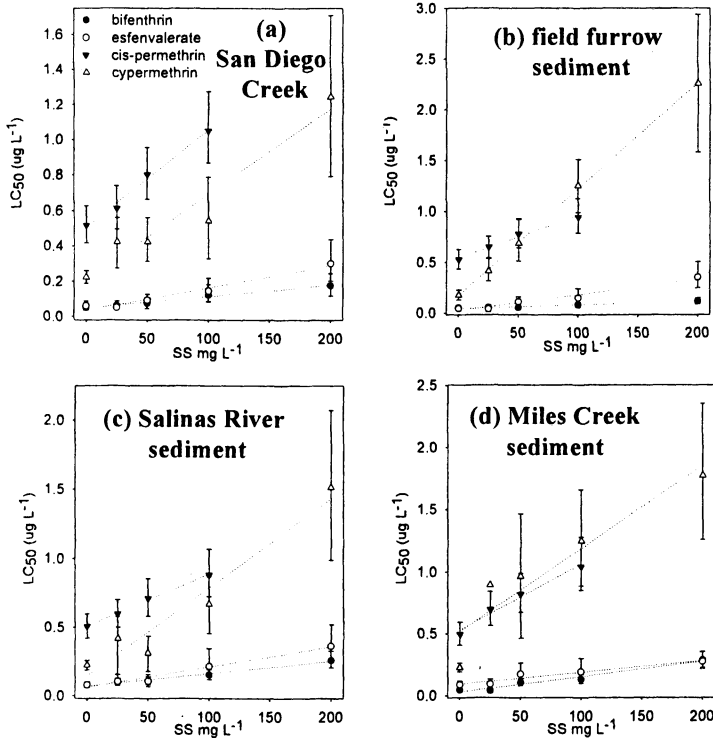 bifenthrin
esfenvalerate
cis-permethrin
cypermethrin
(a)
San Diego
Creek
LC50 (ug L-1)
1.6
1.4
1.2
1.0
0.8
0.6
0.4
0.2
0.0
0
50
100
150
200
SS mg L-1
(b) field furrow
sediment
LC50 (ug L-1)
3.0
2.5
2.0
1.5
1.0
0.5
0.0
0
50
100
150
200
SS mg L-1
(c) Salinas River
sediment
LC50 (ug L-1)
2.0
1.5
1.0
0.5
0.0
0
50
100
150
200
SS mg L-1
(d) Miles Creek
sediment
LC50 (ug L-1)
2.5
2.0
1.5
1.0
0.5
0.0
0
50
100
150
200
SS mg L-1